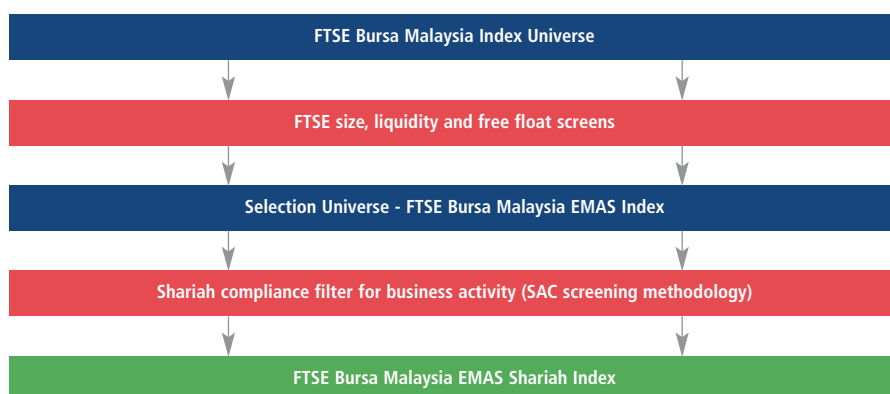 FTSE Bursa Malaysia Index Universe
FTSE size, liquidity and free float screens
Selection Universe - FTSE Bursa Malaysia EMAS Index
Shariah compliance filter for business activity (SAC screening methodology)
FTSE Bursa Malaysia EMAS Shariah Index